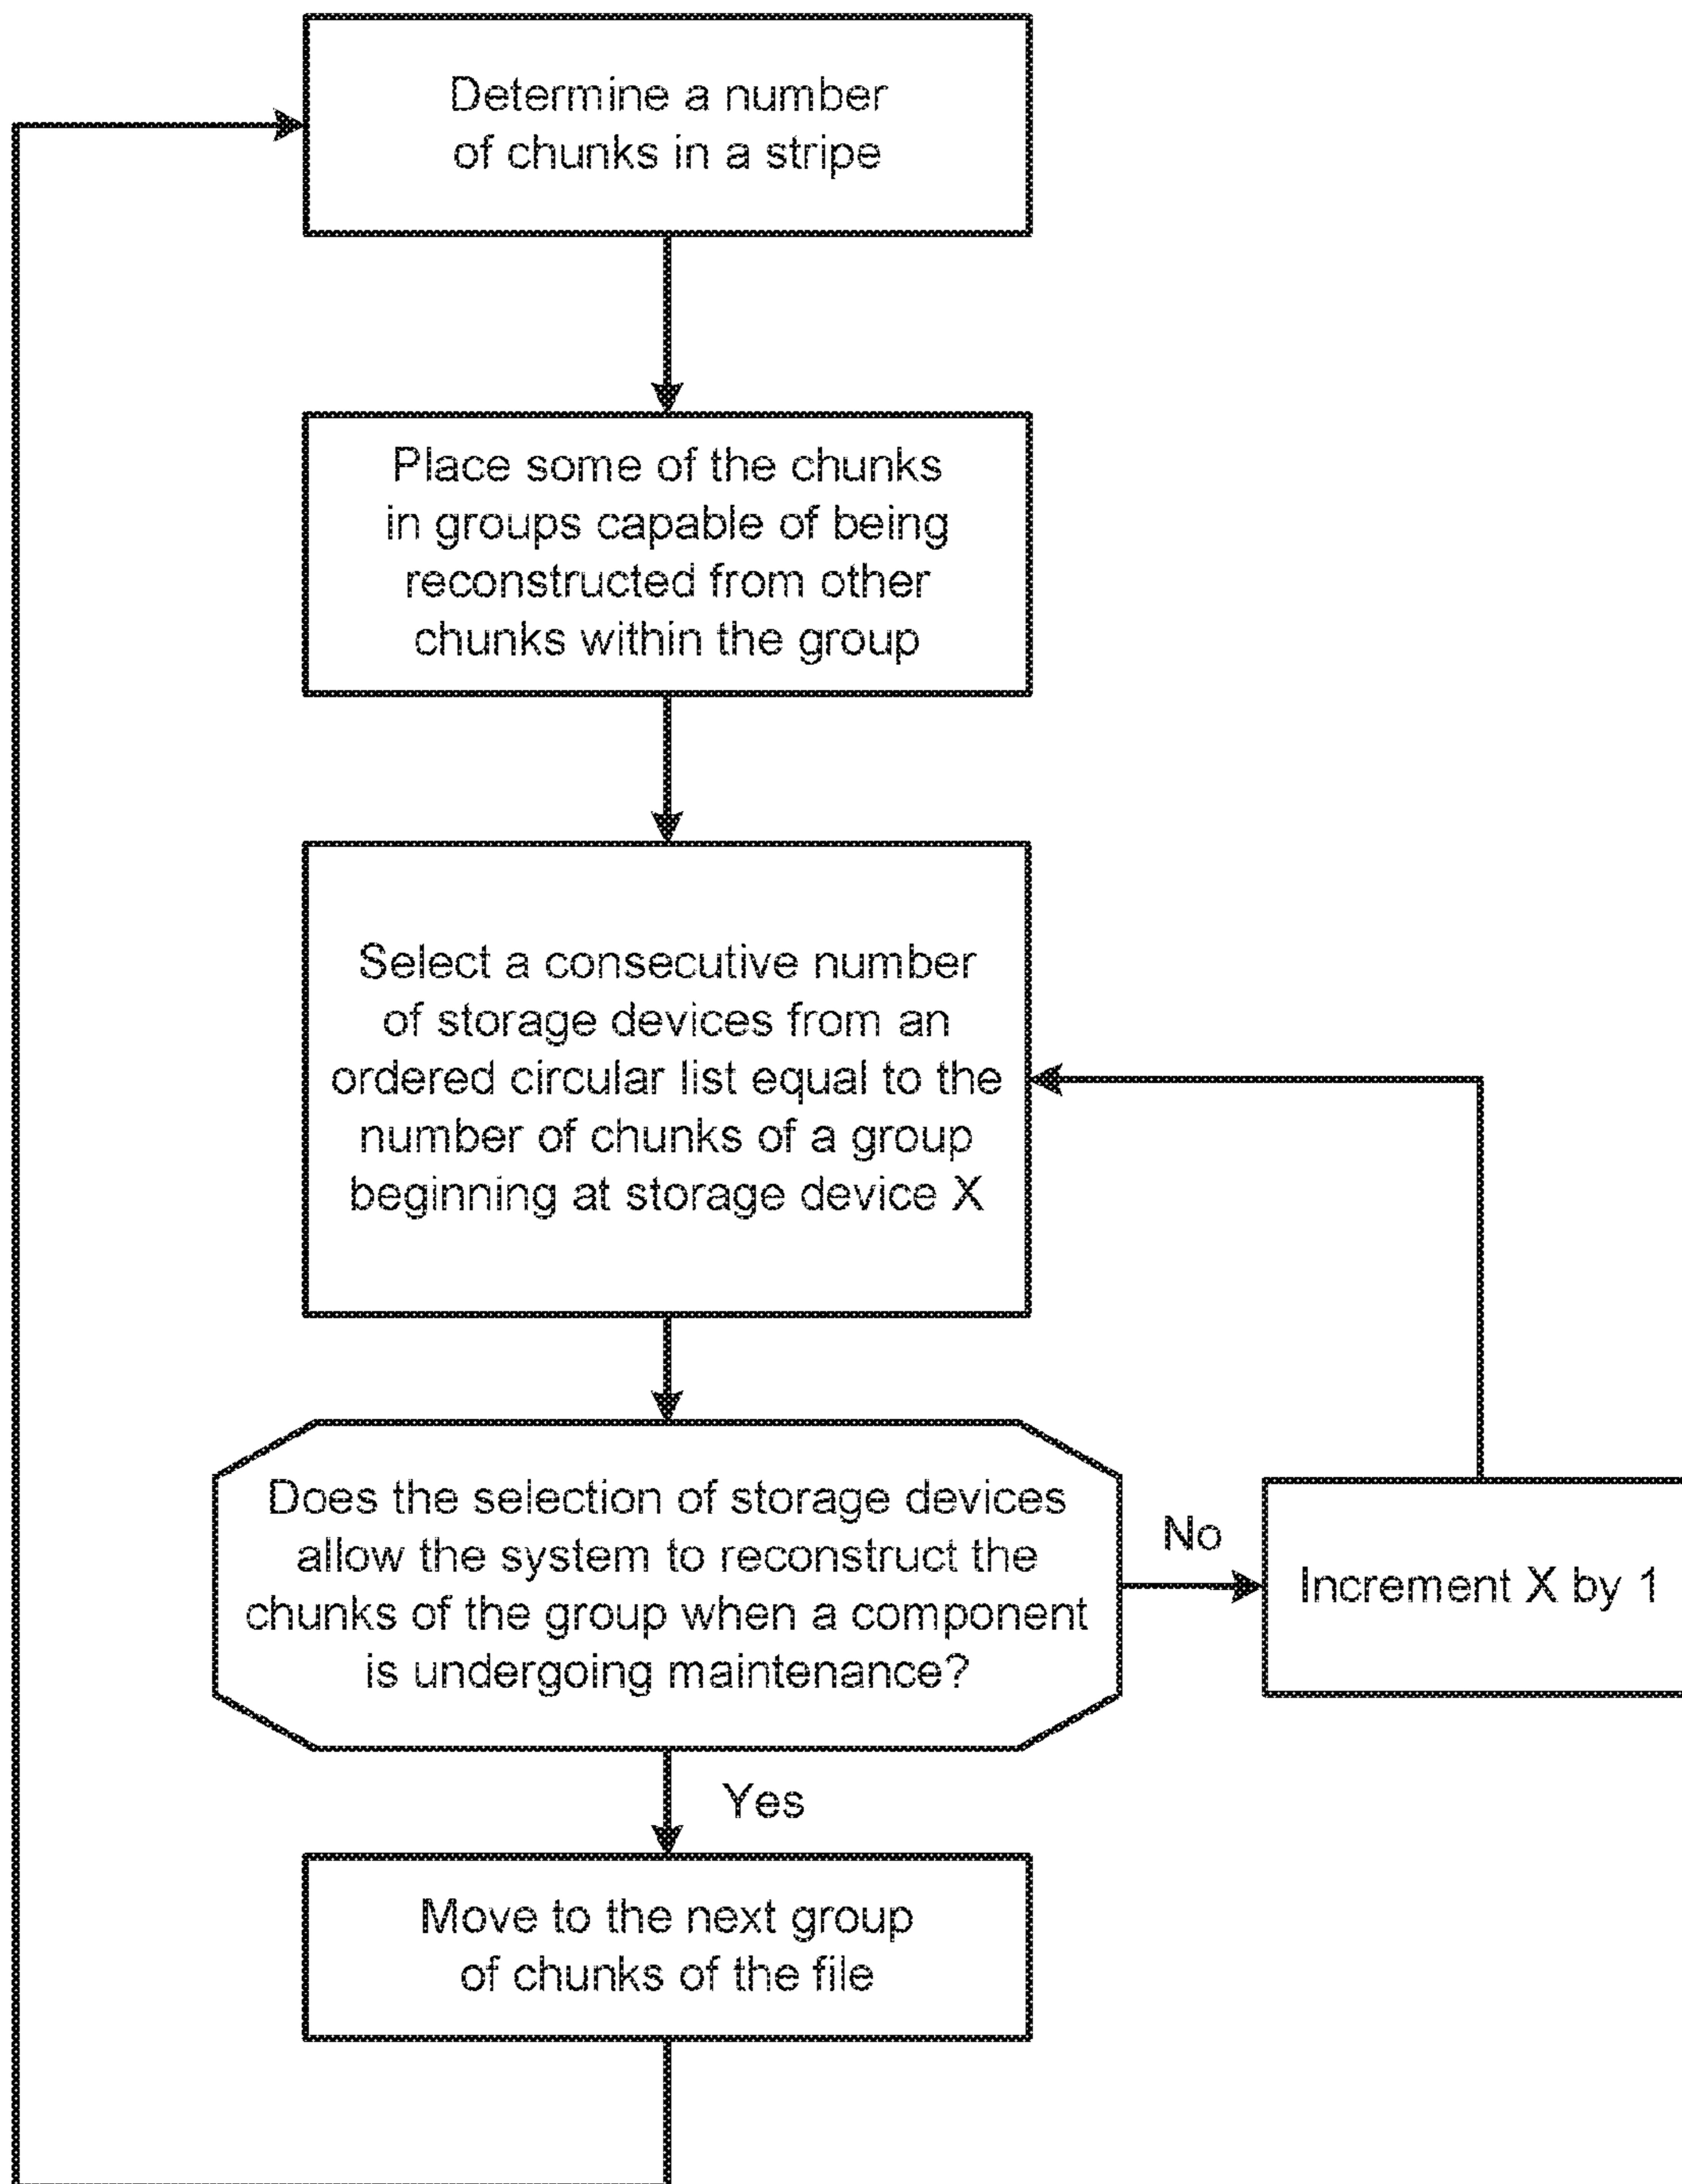 Determine a number
of chunks in a stripe
Place some of the chunks
in groups capable of being
reconstructed from other
chunks within the group
Select a consecutive number
of storage devices from an
ordered circular list equal to the
number of chunks of a group
beginning at storage device X
Does the selection of storage devices
allow the system to reconstruct the
chunks of the group when a component
is undergoing maintenance?
No
Increment X by 1
Yes
Move to the next group
of chunks of the file